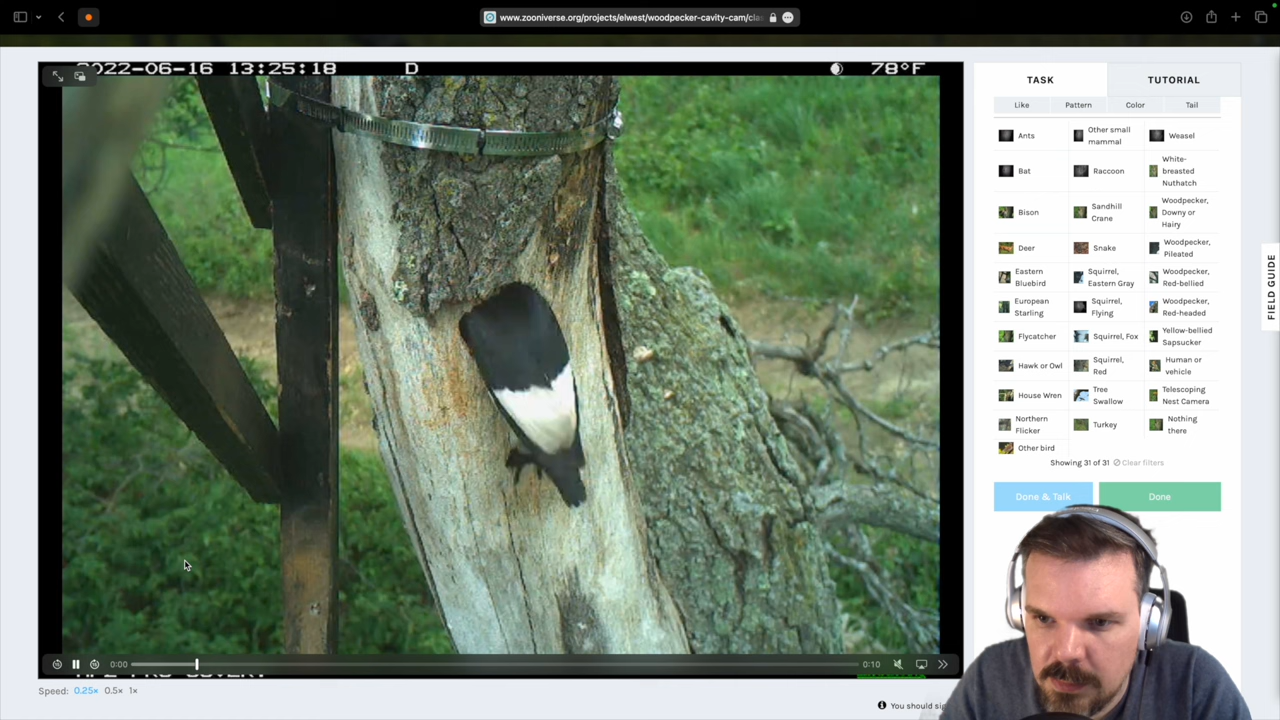 www.zooniverse.org/projects/elwest/woodpecker-cavity-cam/cla
2022-06-16 13:25:18 D 78°F
TASK
TUTORIAL
Like
Pattern
Color
Tail
Ants
Other small mammal
Weasel
Bat
Raccoon
White-breasted Nuthatch
Bison
Sandhill Crane
Woodpecker, Downy or Hairy
Deer
Snake
Woodpecker, Pileated
Eastern Bluebird
Squirrel, Eastern Gray
Woodpecker, Red-bellied
European Starling
Squirrel, Flying
Woodpecker, Red-headed
Flycatcher
Squirrel, Fox
Yellow-bellied Sapsucker
Hawk or Owl
Squirrel, Red
Human or vehicle
House Wren
Tree Swallow
Telescoping Nest Camera
Northern Flicker
Turkey
Nothing there
Other bird
Showing 31 of 31
Clear filters
Done & Talk
Done
FIELD GUIDE
0:00
0:10
Speed: 0.25× 0.5× 1×
You should